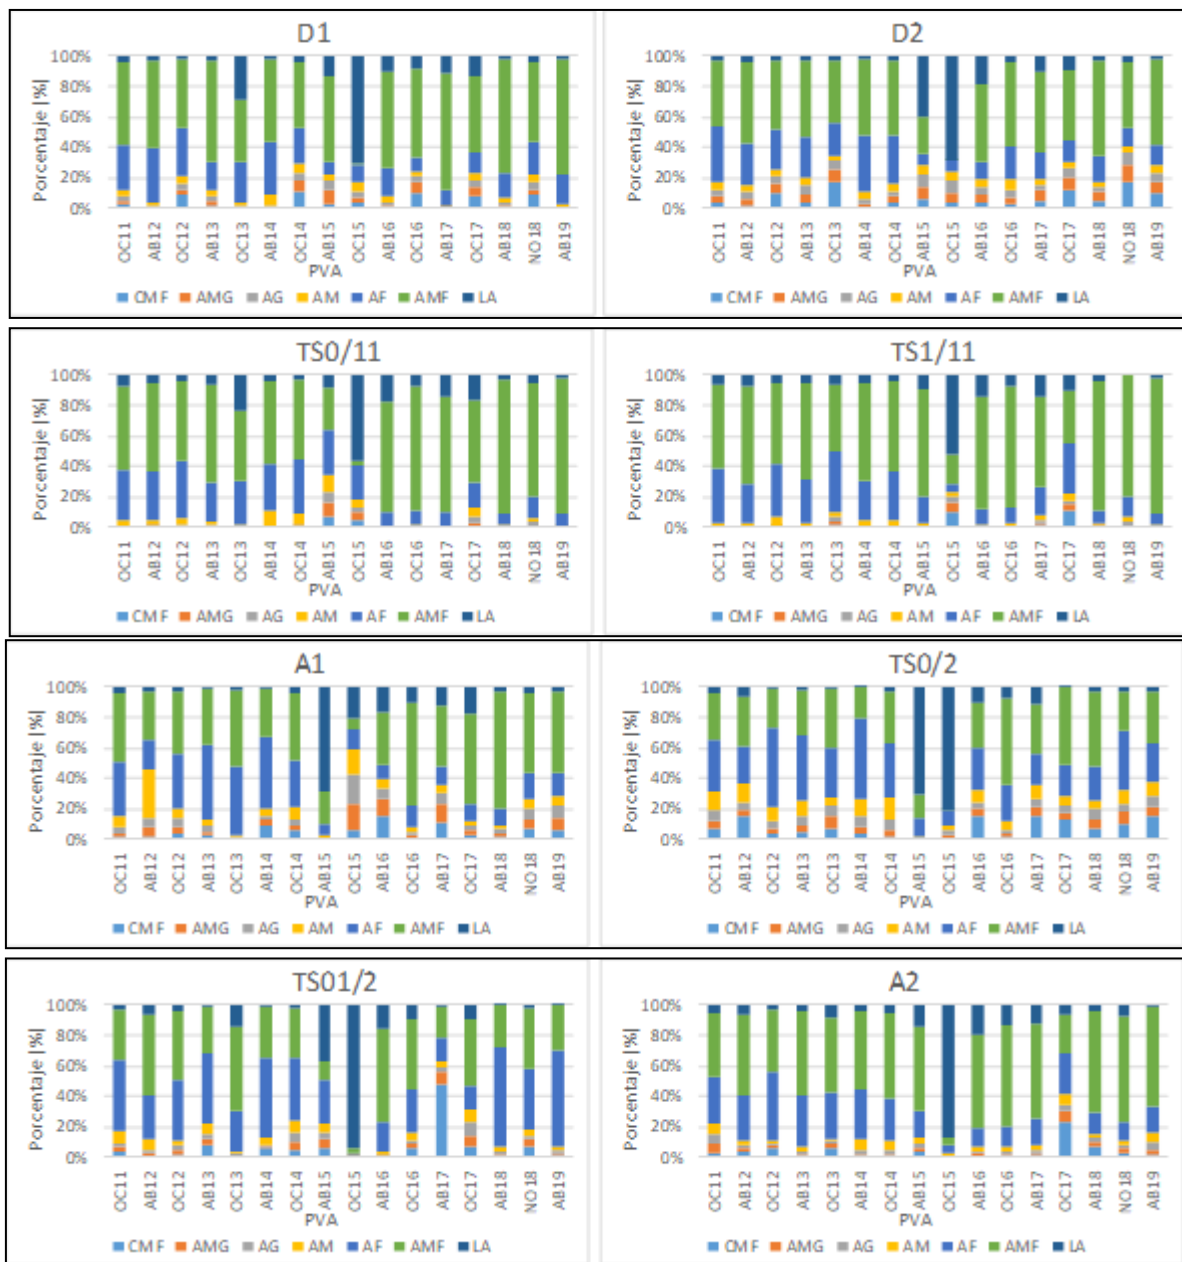 D1
100%
80%
60%
40%
20%
0%
Porcentaje |%|
OC11 AB12 OC12 AB13 OC13 AB14 OC14 AB15 OC15 AB16 OC16 AB17 OC17 AB18 NO18 AB19
PVA
CMF AMG AG AM AF AMF LA
D2
100%
80%
60%
40%
20%
0%
Porcentaje |%|
OC11 AB12 OC12 AB13 OC13 AB14 OC14 AB15 OC15 AB16 OC16 AB17 OC17 AB18 NO18 AB19
PVA
CMF AMG AG AM AF AMF LA
TS0/11
100%
80%
60%
40%
20%
0%
Porcentaje |%|
OC11 AB12 OC12 AB13 OC13 AB14 OC14 AB15 OC15 AB16 OC16 AB17 OC17 AB18 NO18 AB19
PVA
CMF AMG AG AM AF AMF LA
TS1/11
100%
80%
60%
40%
20%
0%
Porcentaje |%|
OC11 AB12 OC12 AB13 OC13 AB14 OC14 AB15 OC15 AB16 OC16 AB17 OC17 AB18 NO18 AB19
PVA
CMF AMG AG AM AF AMF LA
A1
100%
80%
60%
40%
20%
0%
Porcentaje |%|
OC11 AB12 OC12 AB13 OC13 AB14 OC14 AB15 OC15 AB16 OC16 AB17 OC17 AB18 NO18 AB19
PVA
CMF AMG AG AM AF AMF LA
TS0/2
100%
80%
60%
40%
20%
0%
Porcentaje |%|
OC11 AB12 OC12 AB13 OC13 AB14 OC14 AB15 OC15 AB16 OC16 AB17 OC17 AB18 NO18 AB19
PVA
CMF AMG AG AM AF AMF LA
TS01/2
100%
80%
60%
40%
20%
0%
Porcentaje |%|
OC11 AB12 OC12 AB13 OC13 AB14 OC14 AB15 OC15 AB16 OC16 AB17 OC17 AB18 NO18 AB19
PVA
CMF AMG AG AM AF AMF LA
A2
100%
80%
60%
40%
20%
0%
Porcentaje |%|
OC11 AB12 OC12 AB13 OC13 AB14 OC14 AB15 OC15 AB16 OC16 AB17 OC17 AB18 NO18 AB19
PVA
CMF AMG AG AM AF AMF LA